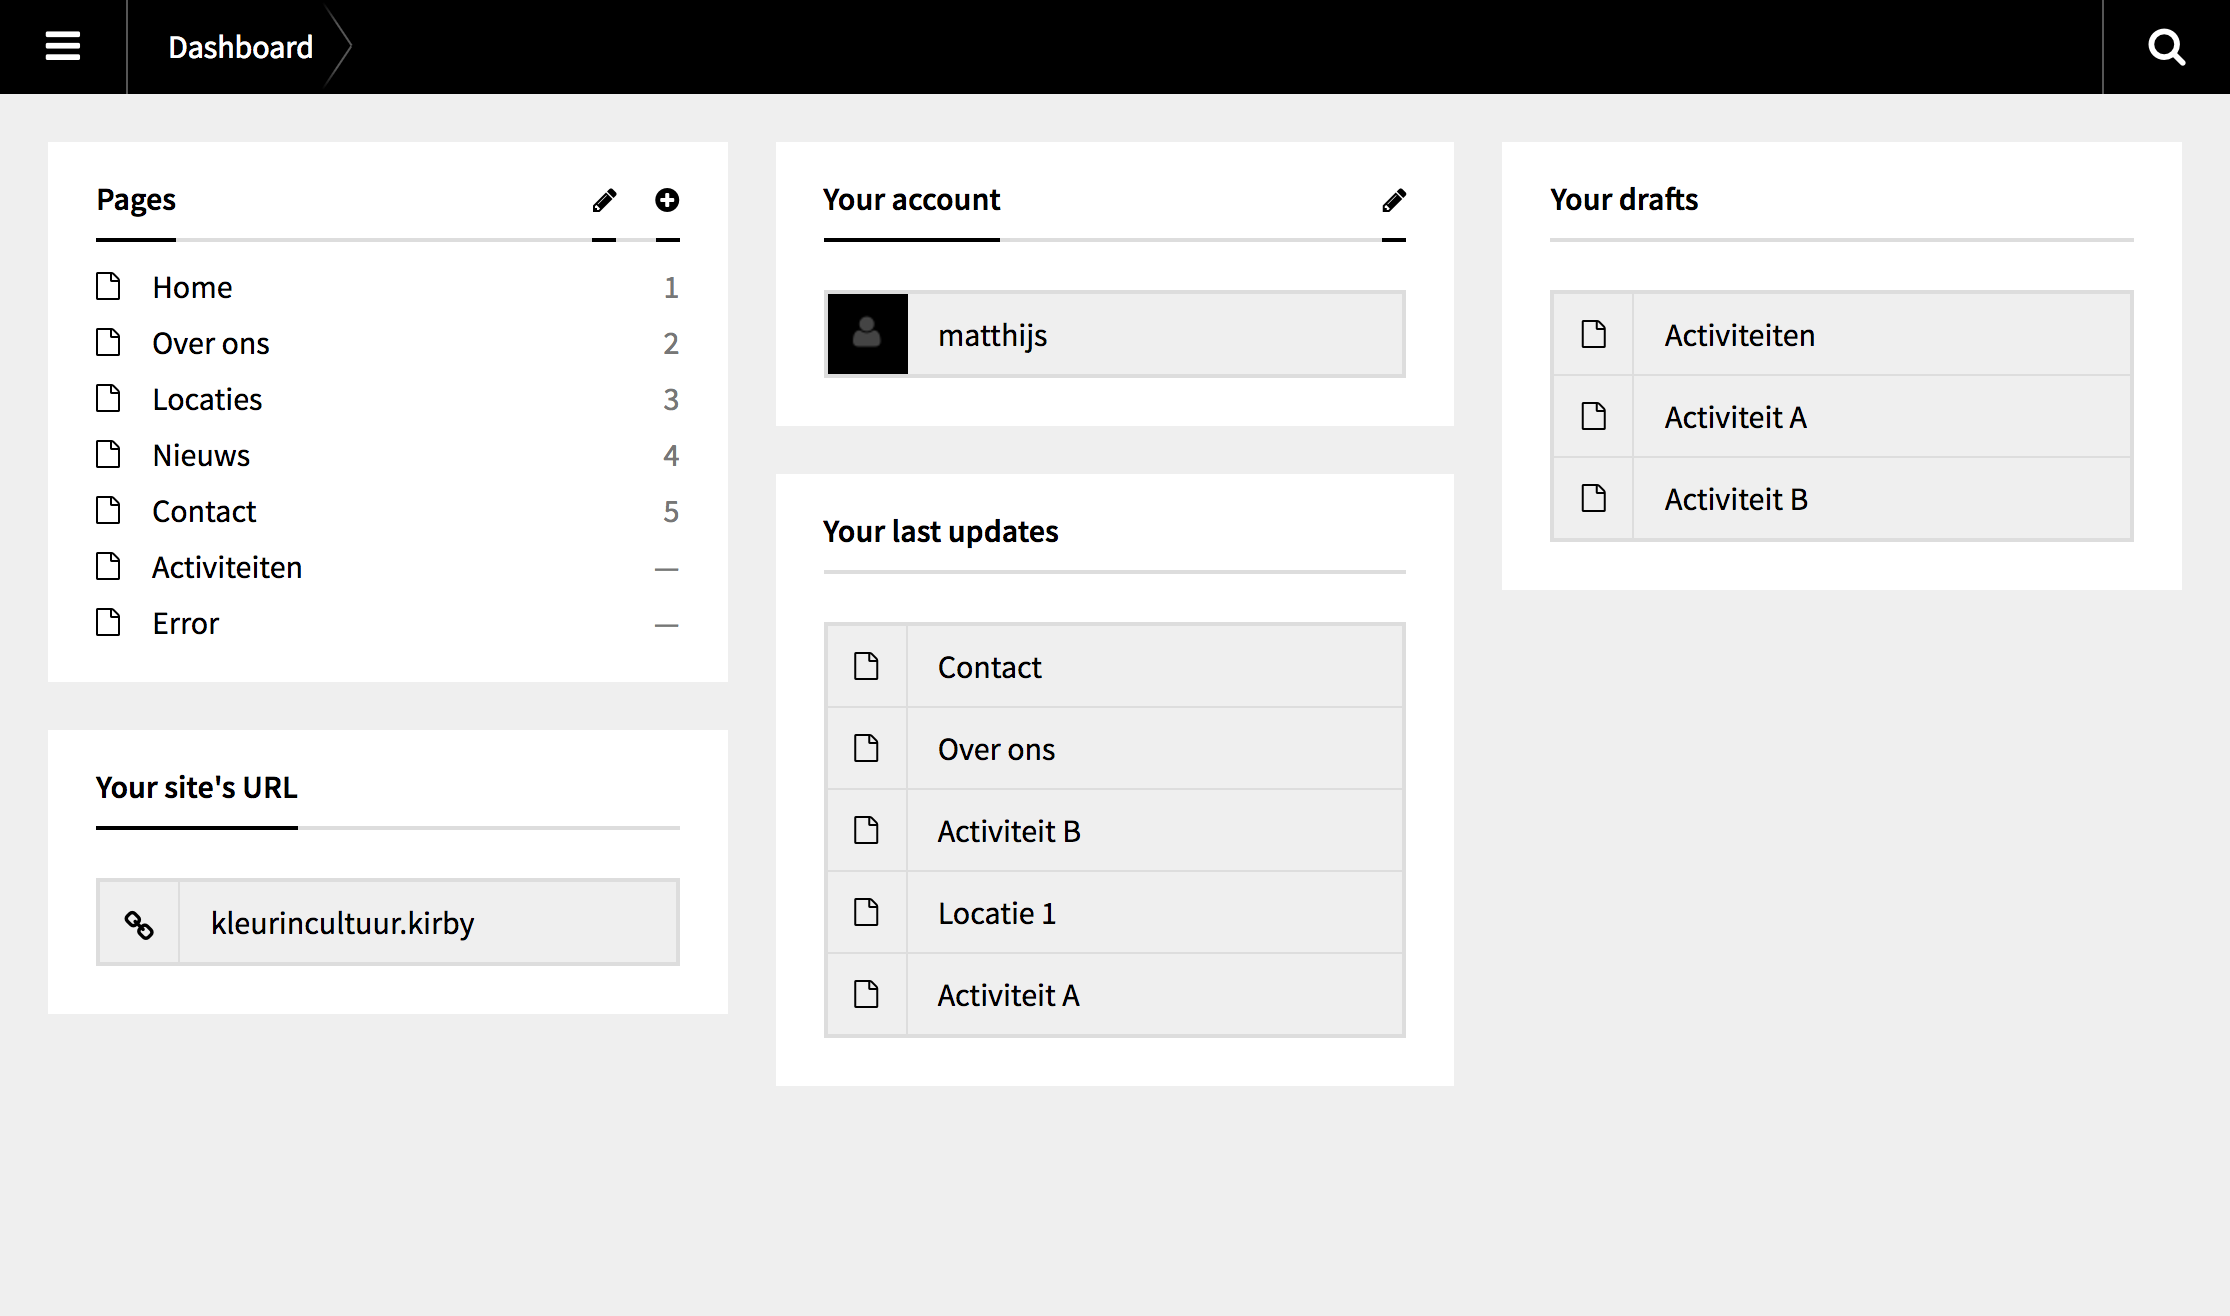 Dashboard
Pages
Home 1
Over ons 2
Locaties 3
Nieuws 4
Contact 5
Activiteiten —
Error —
Your site's URL
kleurincultuur.kirby
Your account
matthijs
Your last updates
Contact
Over ons
Activiteit B
Locatie 1
Activiteit A
Your drafts
Activiteiten
Activiteit A
Activiteit B